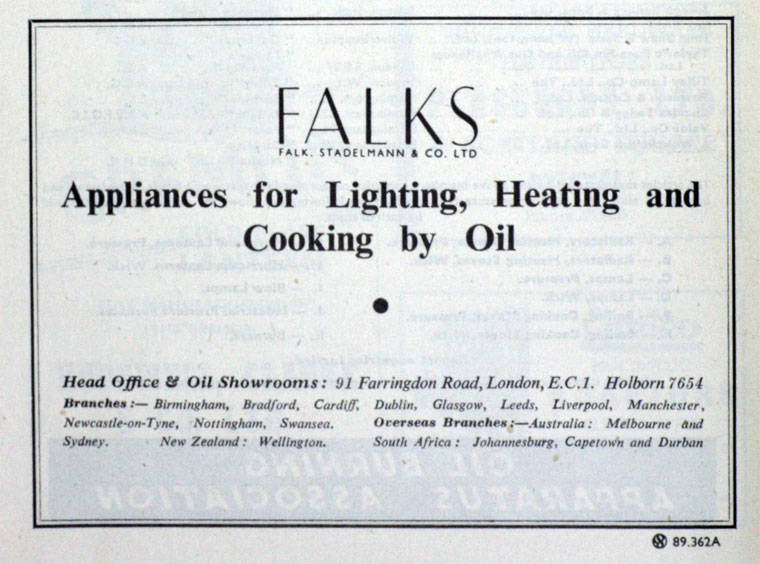 FALKS
FALK, STADELMANN & CO. LTD
Appliances for Lighting, Heating and
Cooking by Oil
Head Office & Oil Showrooms: 91 Farringdon Road, London, E.C.1. Holborn 7654
Branches:— Birmingham, Bradford, Cardiff, Dublin, Glasgow, Leeds, Liverpool, Manchester,
Newcastle-on-Tyne, Nottingham, Swansea. Overseas Branches:—Australia: Melbourne and
Sydney. New Zealand: Wellington. South Africa: Johannesburg, Capetown and Durban
89.362A